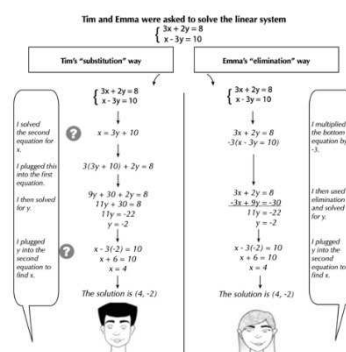 Tim and Emma were asked to solve the linear system
{ 3x + 2y = 8
x - 3y = 10
Tim's "substitution" way
Emma's "elimination" way
{ 3x + 2y = 8
x - 3y = 10
I solved
the second
equation for
x.
?
x = 3y + 10
I plugged this
into the first
equation.
3(3y + 10) + 2y = 8
I then solved
for y.
9y + 30 + 2y = 8
11y + 30 = 8
11y = -22
y = -2
I plugged
y into the
second
equation to
find x.
?
x - 3(-2) = 10
x + 6 = 10
x = 4
The solution is (4, -2)
{ 3x + 2y = 8
x - 3y = 10
I multiplied
the bottom
equation by
-3.
3x + 2y = 8
-3(x - 3y = 10)
I then used
elimination
and solved
for y.
3x + 2y = 8
-3x + 9y = -30
11y = -22
y = -2
I plugged
y into the
second
equation to
find x.
x - 3(-2) = 10
x + 6 = 10
x = 4
The solution is (4, -2)